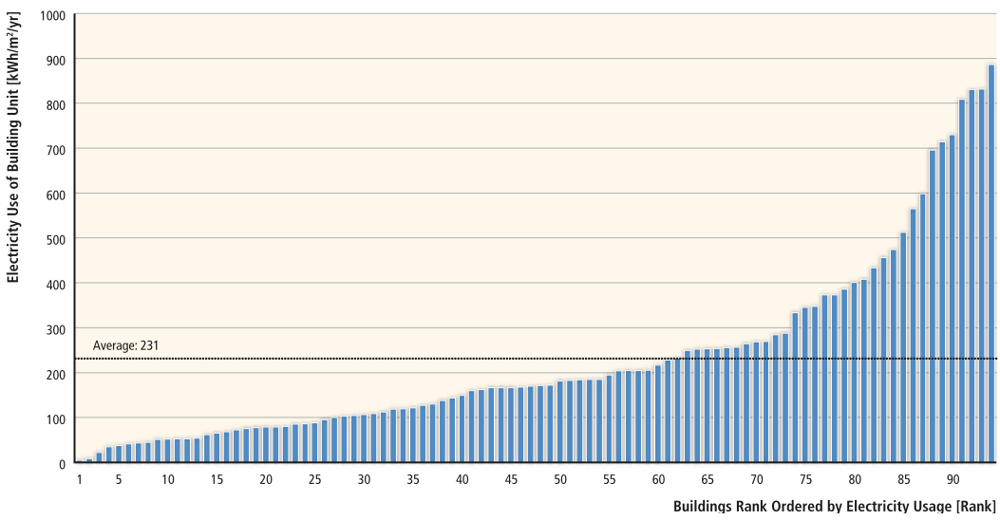 Electricity Use of Building Unit [kWh/m²/yr]
1000
900
800
700
600
500
400
300
200
100
0
Average: 231
1 5 10 15 20 25 30 35 40 45 50 55 60 65 70 75 80 85 90
Buildings Rank Ordered by Electricity Usage [Rank]